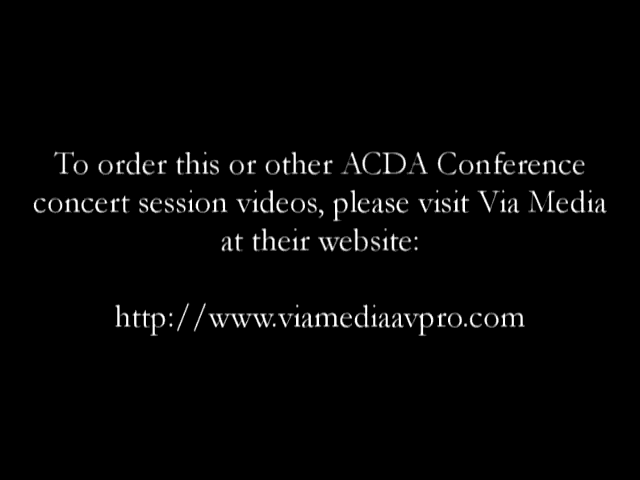 To order this or other ACDA Conference
concert session videos, please visit Via Media
at their website:
http://www.viamediaavpro.com